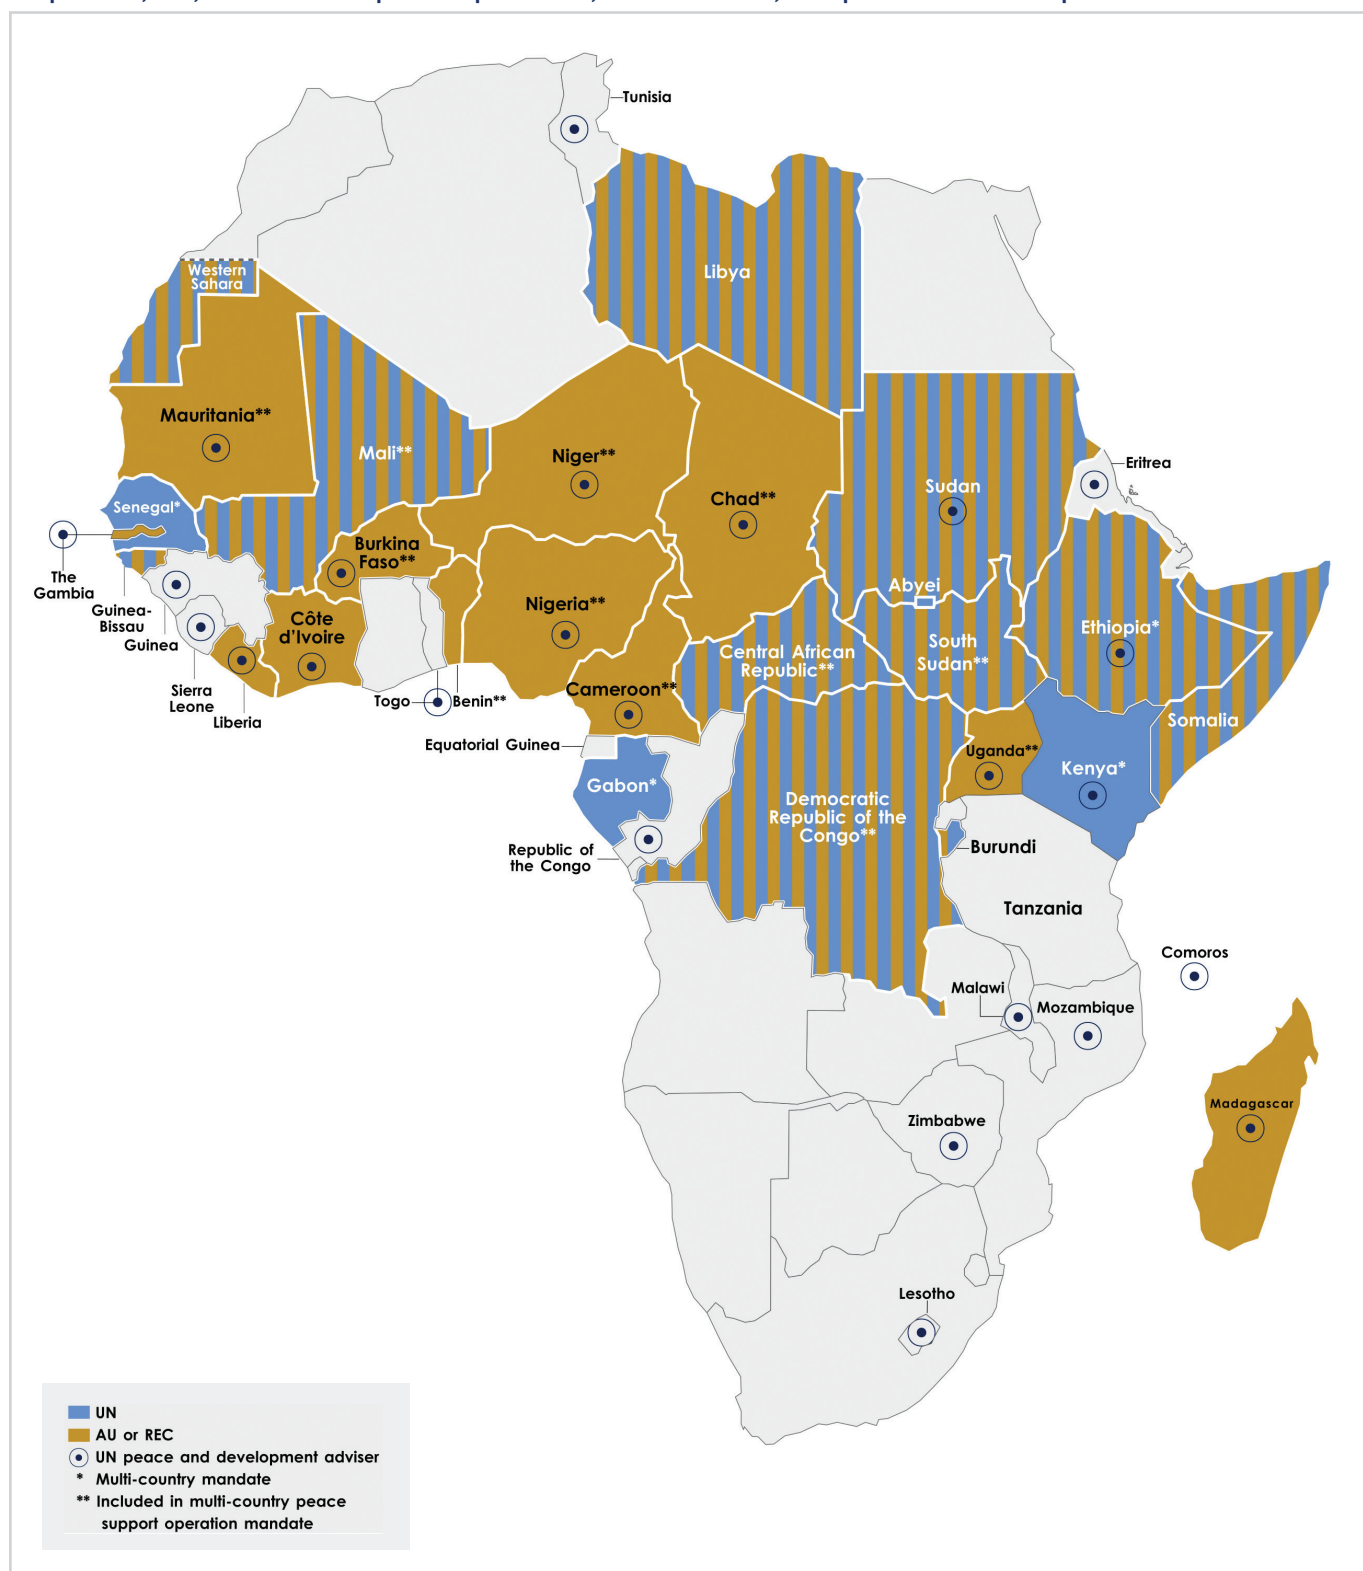 Tunisia
Libya
Western
Sahara
Mauritania**
Mali**
Niger**
Chad**
Sudan
Eritrea
Senegal*
The
Gambia
Burkina
Faso**
Abyei
Guinea-
Bissau
Guinea
Côte
d'Ivoire
Nigeria**
Central African
Republic**
South
Sudan**
Ethiopia*
Sierra
Leone
Liberia
Togo
Benin**
Cameroon**
Somalia
Equatorial Guinea
Uganda**
Gabon*
Kenya*
Democratic
Republic of the
Congo**
Republic of
the Congo
Burundi
Tanzania
Comoros
Malawi
Mozambique
Madagascar
Zimbabwe
Lesotho
UN
AU or REC
UN peace and development adviser
* Multi-country mandate
** Included in multi-country peace
support operation mandate